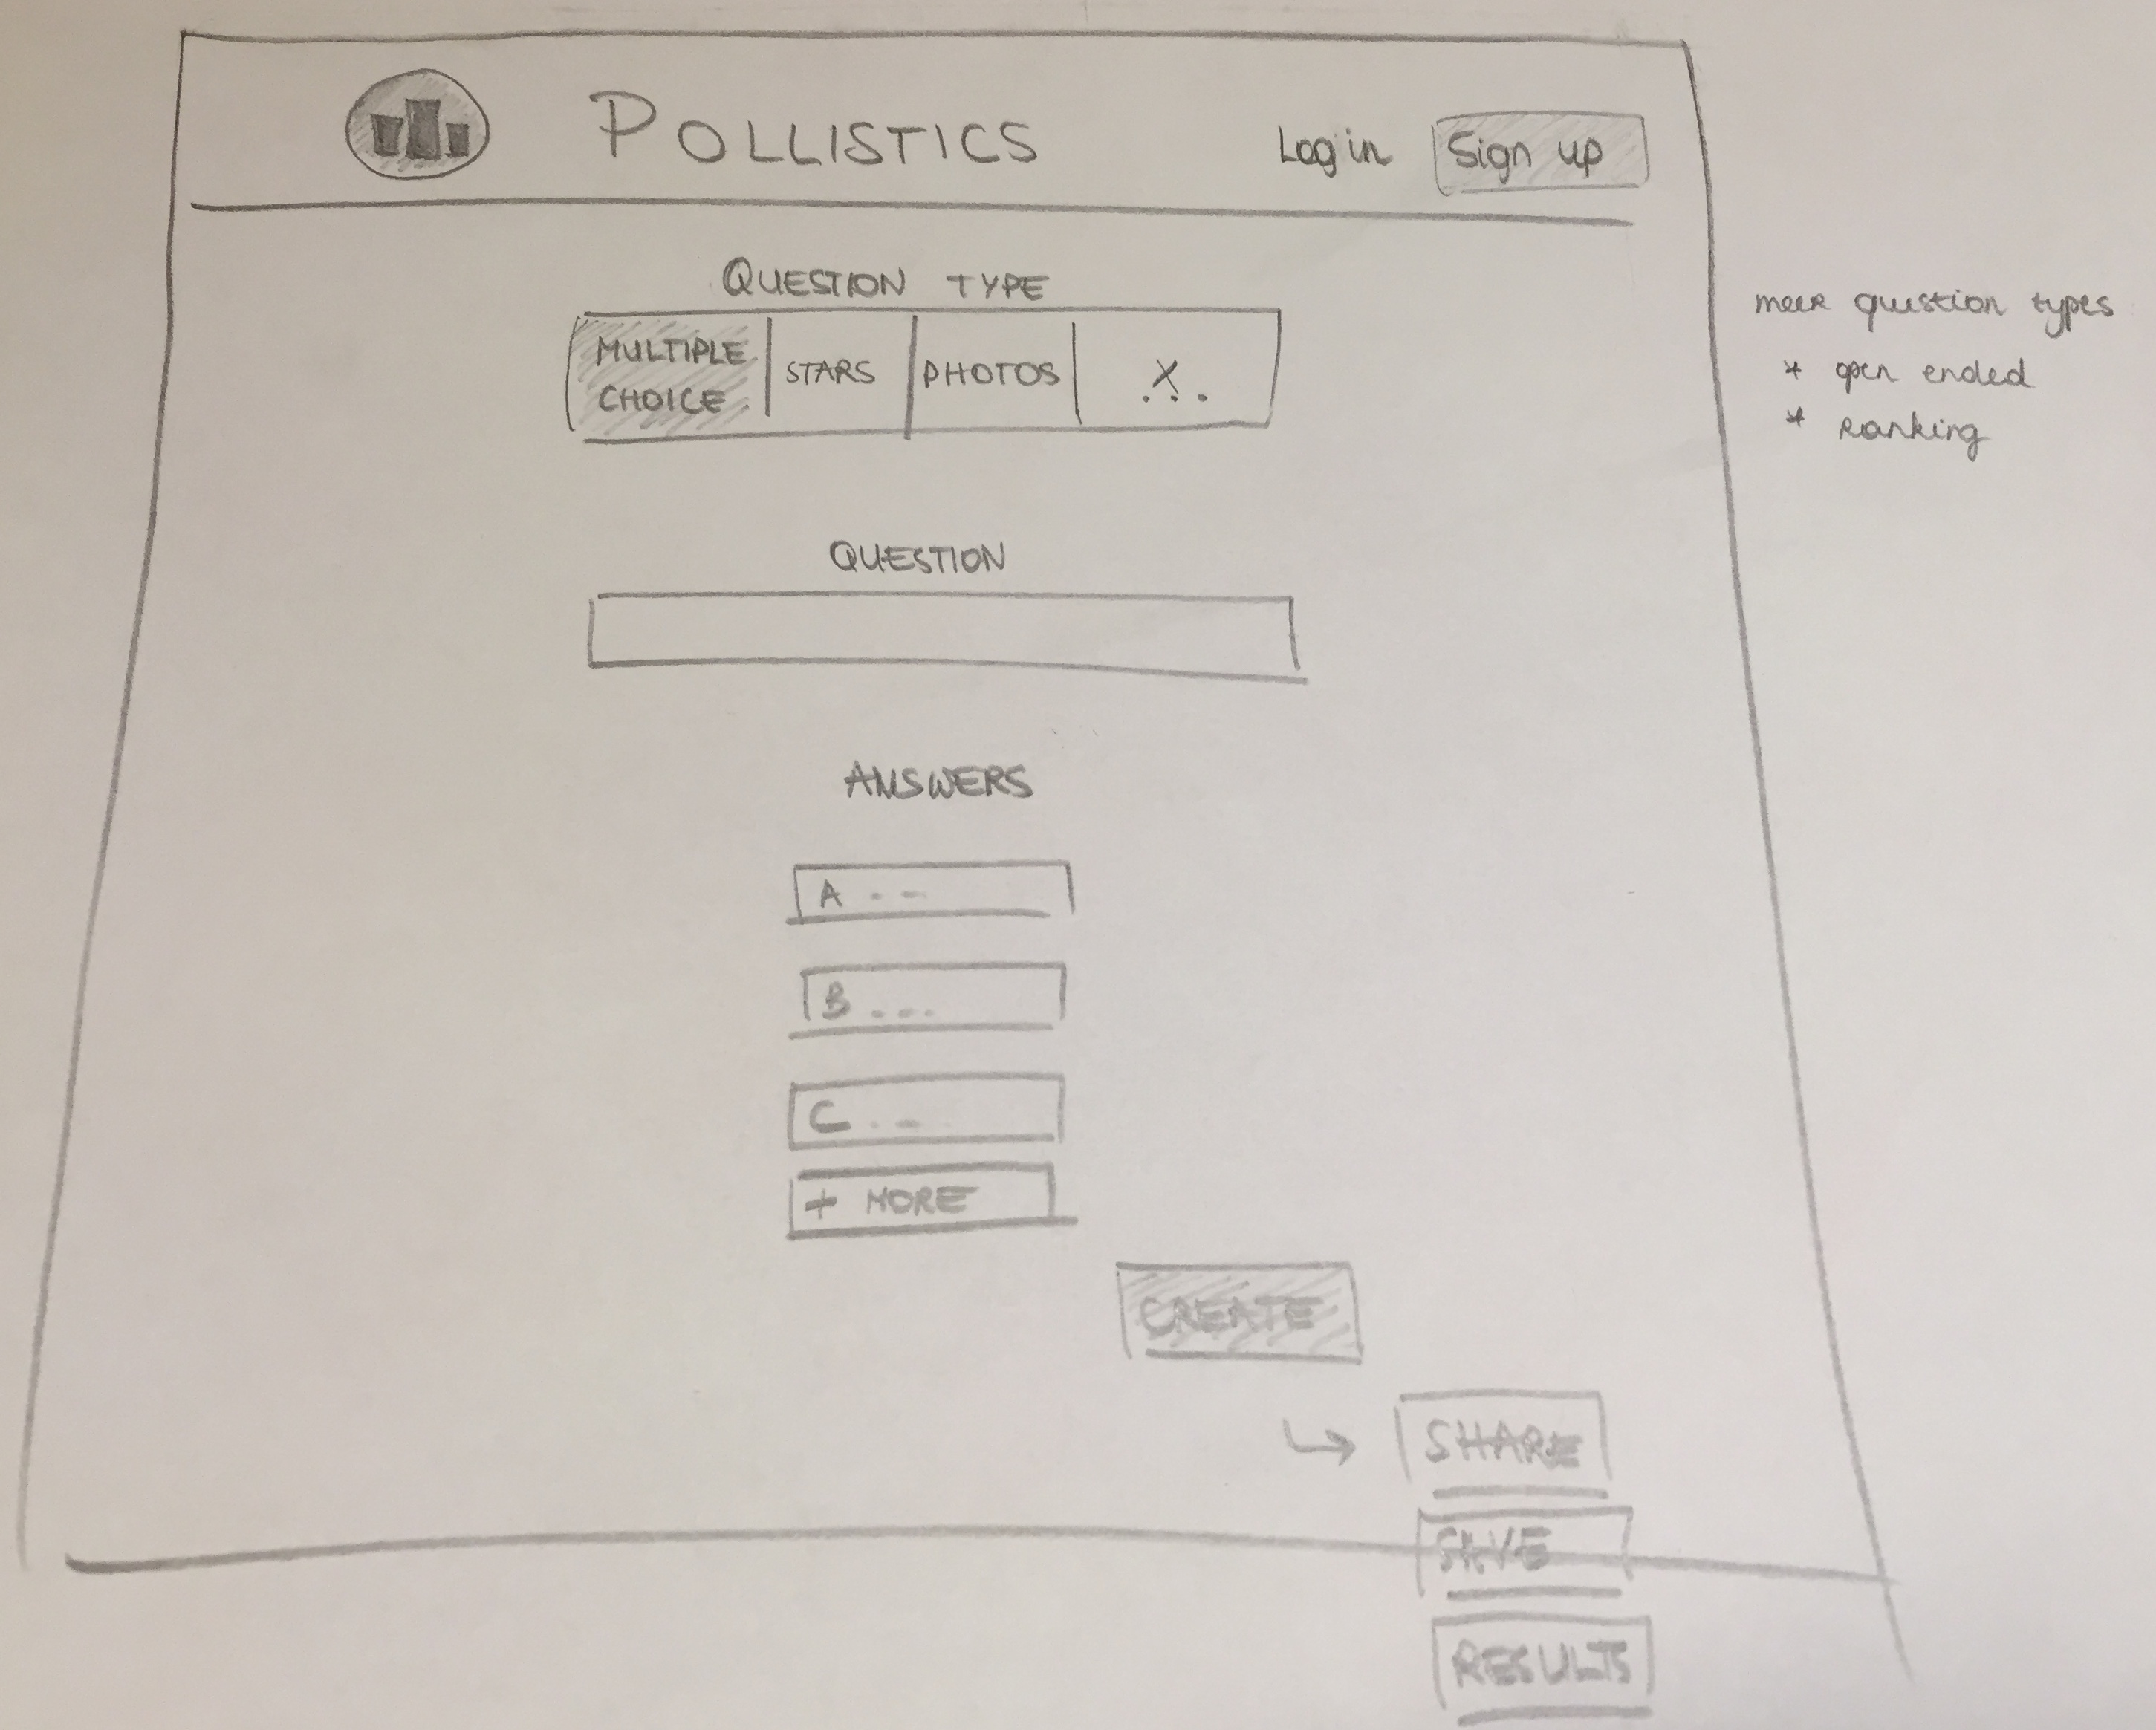 POLLISTICS
Log in
Sign up
QUESTION TYPE
MULTIPLE
CHOICE
STARS
PHOTOS
X...
meer question types
* open ended
* Ranking
QUESTION
ANSWERS
A ...
B ...
C ...
+ MORE
CREATE
↳ SHARE
SAVE
RESULTS